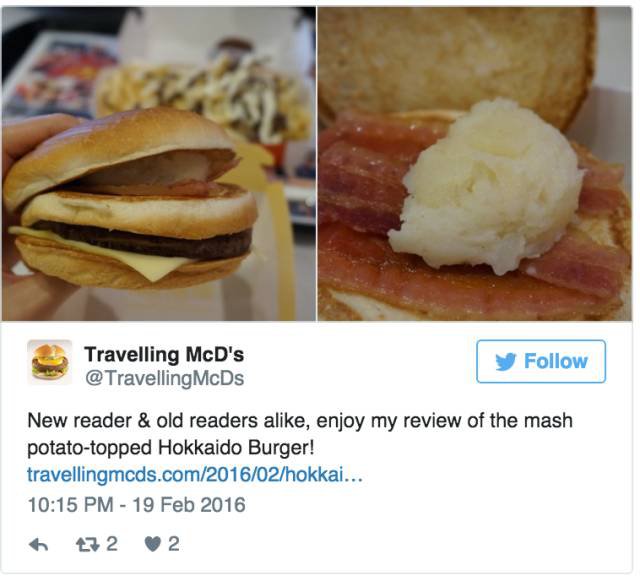 Travelling McD's
@TravellingMcDs
Follow
New reader & old readers alike, enjoy my review of the mash
potato-topped Hokkaido Burger!
travellingmcds.com/2016/02/hokkai…
10:15 PM - 19 Feb 2016
2 2